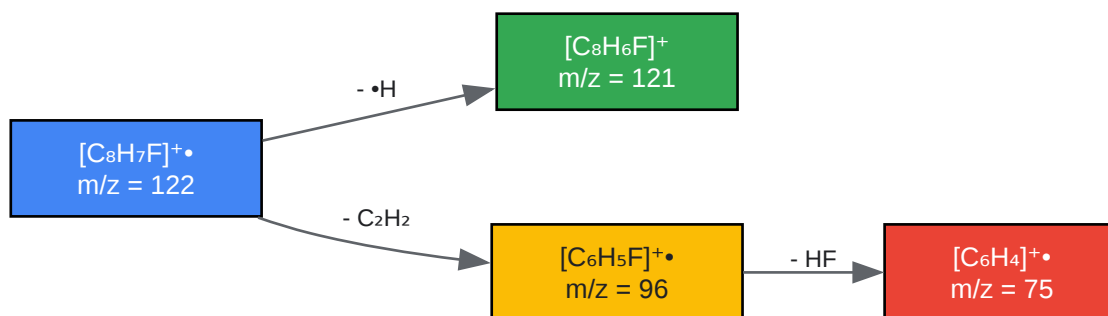 [C₈H₆F]⁺
m/z = 121
- •H
[C₈H₇F]⁺•
m/z = 122
- C₂H₂
[C₆H₅F]⁺•
m/z = 96
- HF
[C₆H₄]⁺•
m/z = 75